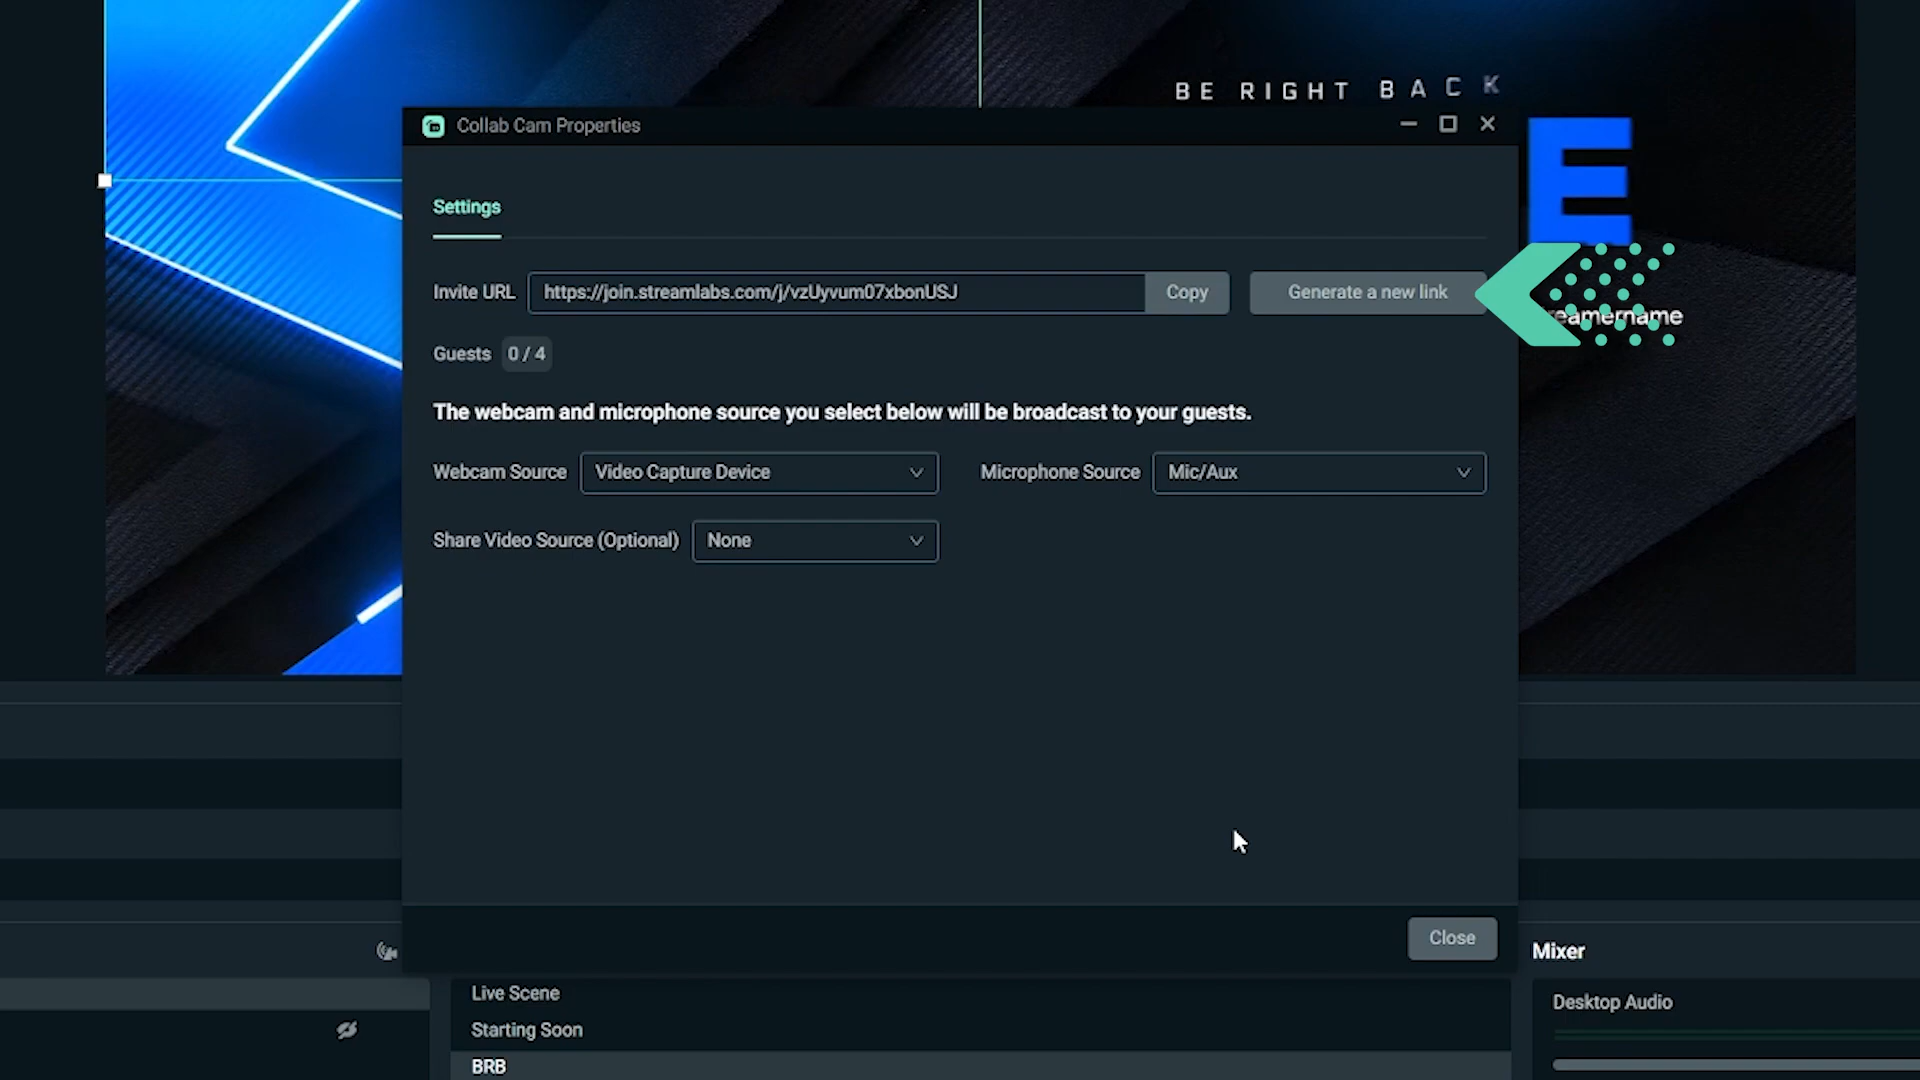 BE RIGHT BACK
Collab Cam Properties
E
Settings
Invite URL https://join.streamlabs.com/j/vzUyvum07xbonUSJ Copy Generate a new link
Guests 0 / 4
The webcam and microphone source you select below will be broadcast to your guests.
Webcam Source Video Capture Device Microphone Source Mic/Aux
Share Video Source (Optional) None
Close
Mixer
Live Scene
Desktop Audio
Starting Soon
BRB